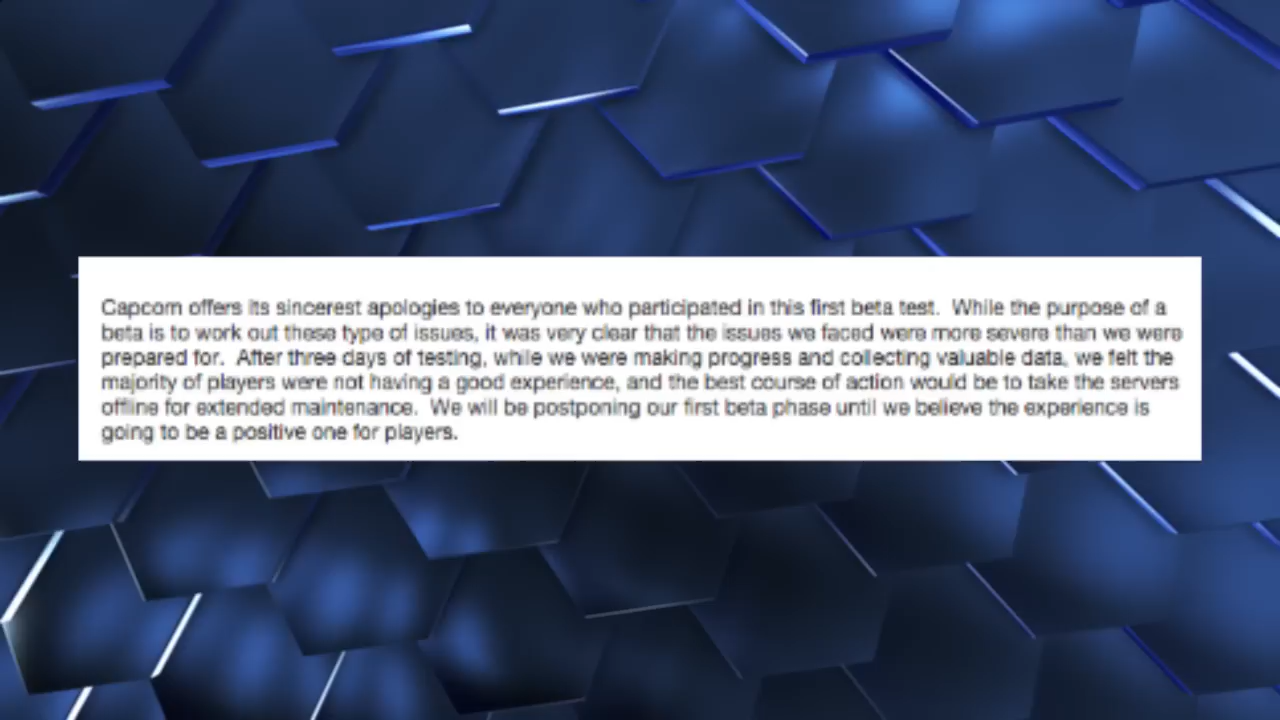 Capcom offers its sincerest apologies to everyone who participated in this first beta test.  While the purpose of a
beta is to work out these type of issues, it was very clear that the issues we faced were more severe than we were
prepared for.  After three days of testing, while we were making progress and collecting valuable data, we felt the
majority of players were not having a good experience, and the best course of action would be to take the servers
offline for extended maintenance.  We will be postponing our first beta phase until we believe the experience is
going to be a positive one for players.